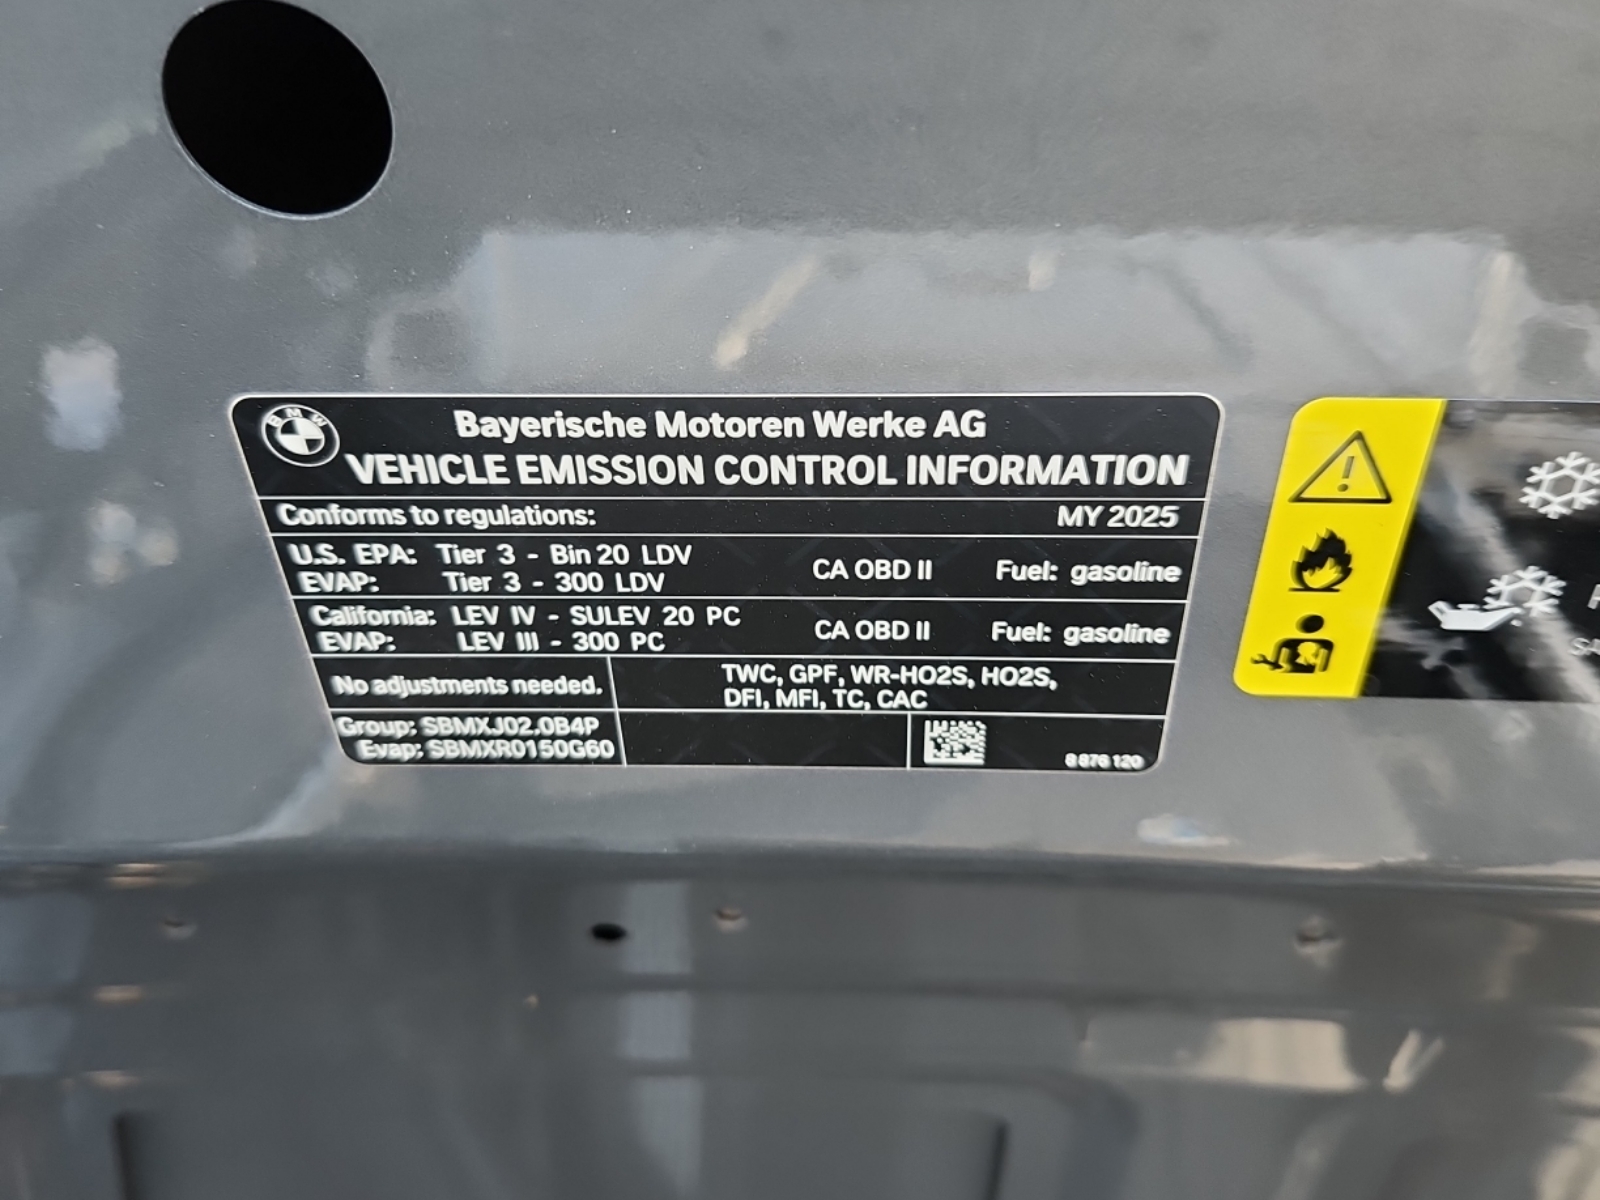 BMW
Bayerische Motoren Werke AG
VEHICLE EMISSION CONTROL INFORMATION
Conforms to regulations: MY 2025
U.S. EPA: Tier 3 - Bin 20 LDV
EVAP: Tier 3 - 300 LDV
CA OBD II Fuel: gasoline
California: LEV IV - SULEV 20 PC
EVAP: LEV III - 300 PC
CA OBD II Fuel: gasoline
No adjustments needed.
TWC, GPF, WR-HO2S, HO2S,
DFI, MFI, TC, CAC
Group: SBMXJ02.0B4P
Evap: SBMXR0150G60
8 876 120